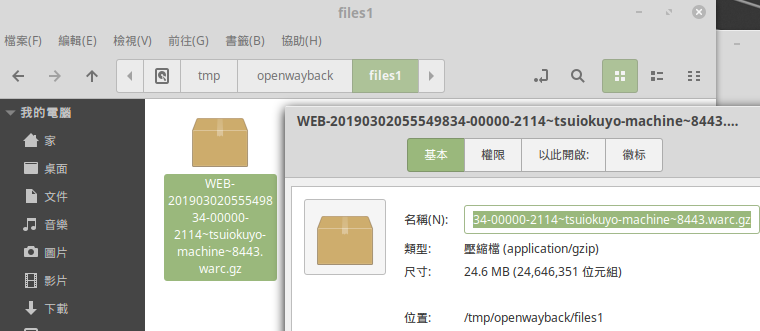 files1
檔案(F) 編輯(E) 檢視(V) 前往(G) 書籤(B) 協助(H)
tmp openwayback files1
我的電腦
家
桌面
文件
音樂
圖片
影片
下載
WEB-
201903020555498
34-00000-
2114~tsuiokuyo-
machine~8443.
warc.gz
WEB-20190302055549834-00000-2114~tsuiokuyo-machine~8443....
基本 權限 以此開啟: 徽标
名稱(N): 34-00000-2114~tsuiokuyo-machine~8443.warc.gz
類型: 壓縮檔 (application/gzip)
尺寸: 24.6 MB (24,646,351 位元組)
位置: /tmp/openwayback/files1